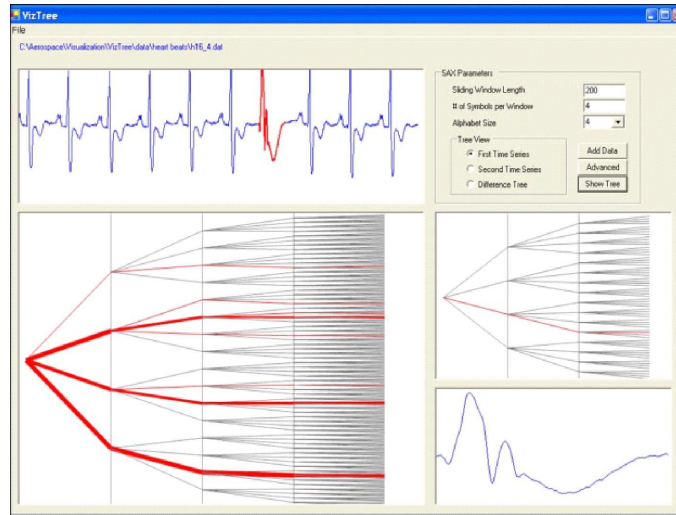 VizTree
File
C:\Aerospace\Visualization\VizTree\data\heart beats\h16_4.dat
SAX Parameters
Sliding Window Length 200
# of Symbols per Window 4
Alphabet Size 4
Tree View
First Time Series
Second Time Series
Difference Tree
Add Data
Advanced
Show Tree